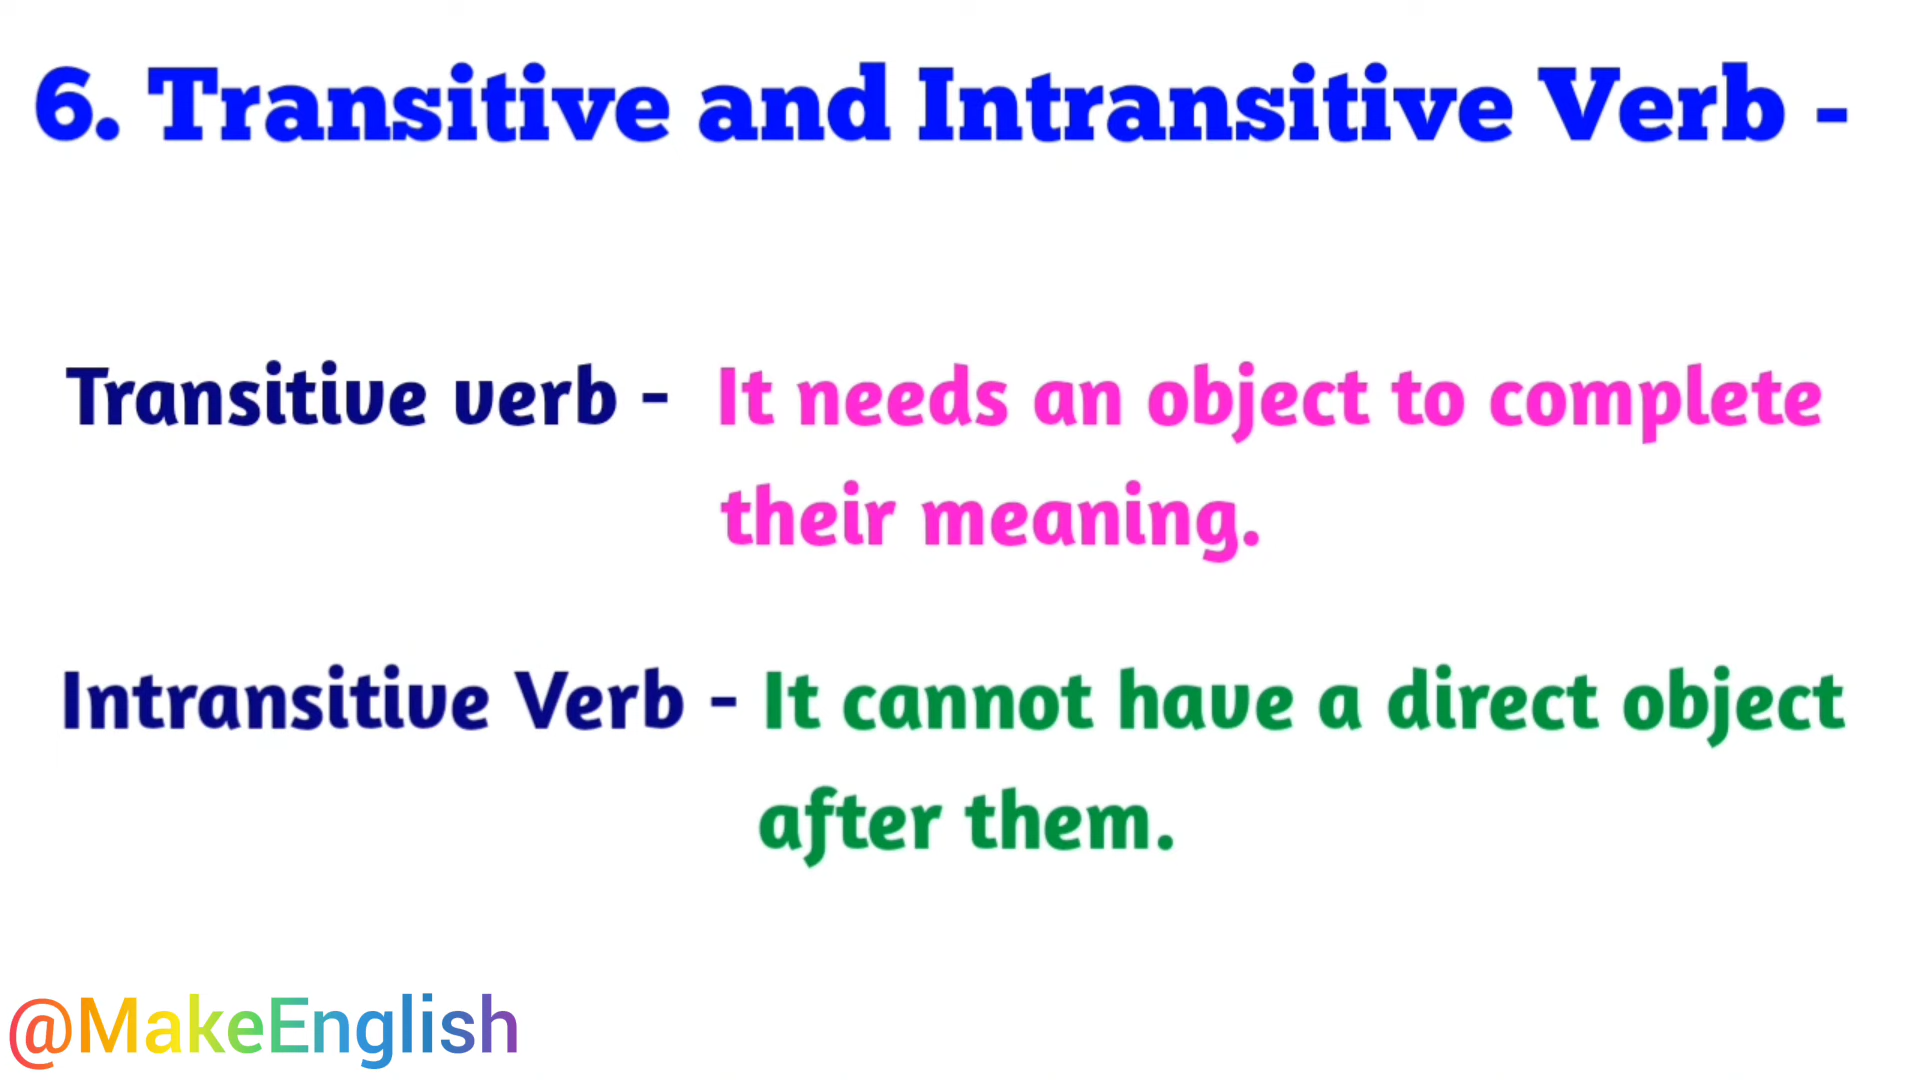 6. Transitive and Intransitive Verb -
Transitive verb - It needs an object to complete
their meaning.
Intransitive Verb - It cannot have a direct object
after them.
@MakeEnglish